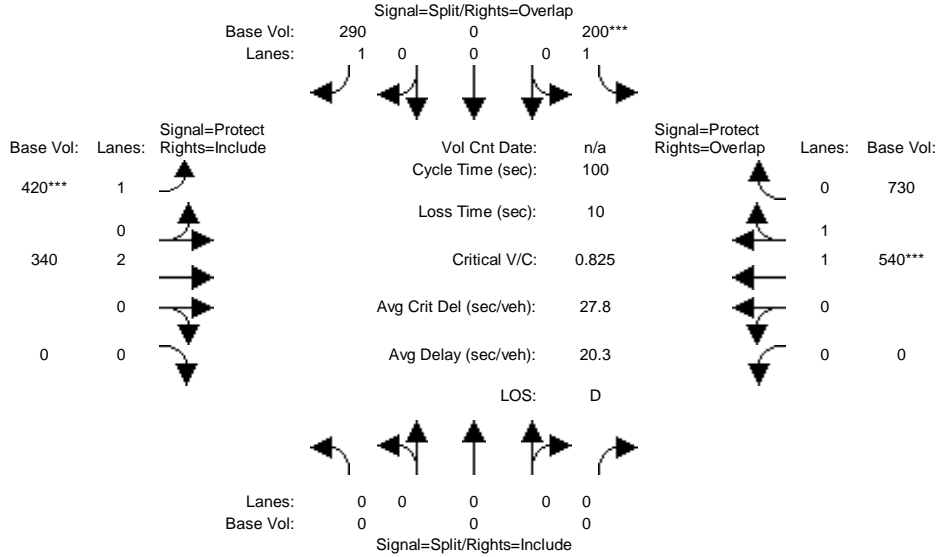 Signal=Split/Rights=Overlap
Base Vol: 290 0 200***
Lanes: 1 0 0 0 1
Signal=Protect
Base Vol: Lanes: Rights=Include
420*** 1
0
340 2
0
0 0
Vol Cnt Date: n/a
Cycle Time (sec): 100
Loss Time (sec): 10
Critical V/C: 0.825
Avg Crit Del (sec/veh): 27.8
Avg Delay (sec/veh): 20.3
LOS: D
Signal=Protect
Rights=Overlap Lanes: Base Vol:
0 730
1
1 540***
0
0 0
Lanes: 0 0 0 0 0
Base Vol: 0 0 0
Signal=Split/Rights=Include